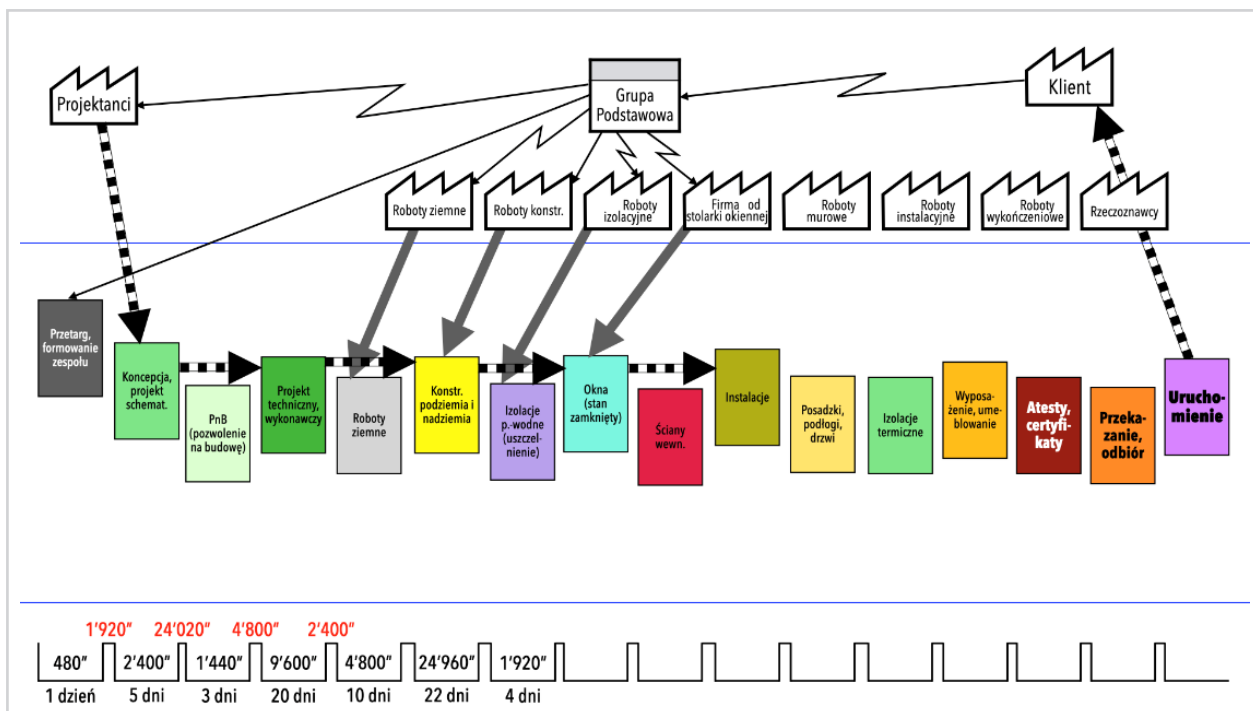 Projektanci
Grupa
Podstawowa
Klient
Roboty ziemne
Roboty konstr.
Roboty
izolacyjne
Firma od
stolarki okiennej
Roboty
murowe
Roboty
instalacyjne
Roboty
wykończeniowe
Rzeczoznawcy
Przetarg,
formowanie
zespołu
Koncepcja,
projekt
schemat.
PnB
(pozwolenie
na budowę)
Projekt
techniczny,
wykonawczy
Roboty
ziemne
Konstr.
podziemia i
nadziemia
Izolacje
p.-wodne
(uszczel-
nienie)
Okna
(stan
zamknięty)
Ściany
wewn.
Instalacje
Posadzki,
podłogi,
drzwi
Izolacje
termiczne
Wyposa-
żenie, ume-
blowanie
Atesty,
certyfi-
katy
Przeka-
zanie,
odbiór
Urucho-
mienie
1'920" 24'020" 4'800" 2'400"
480" 2'400" 1'440" 9'600" 4'800" 24'960" 1'920"
1 dzień 5 dni 3 dni 20 dni 10 dni 22 dni 4 dni